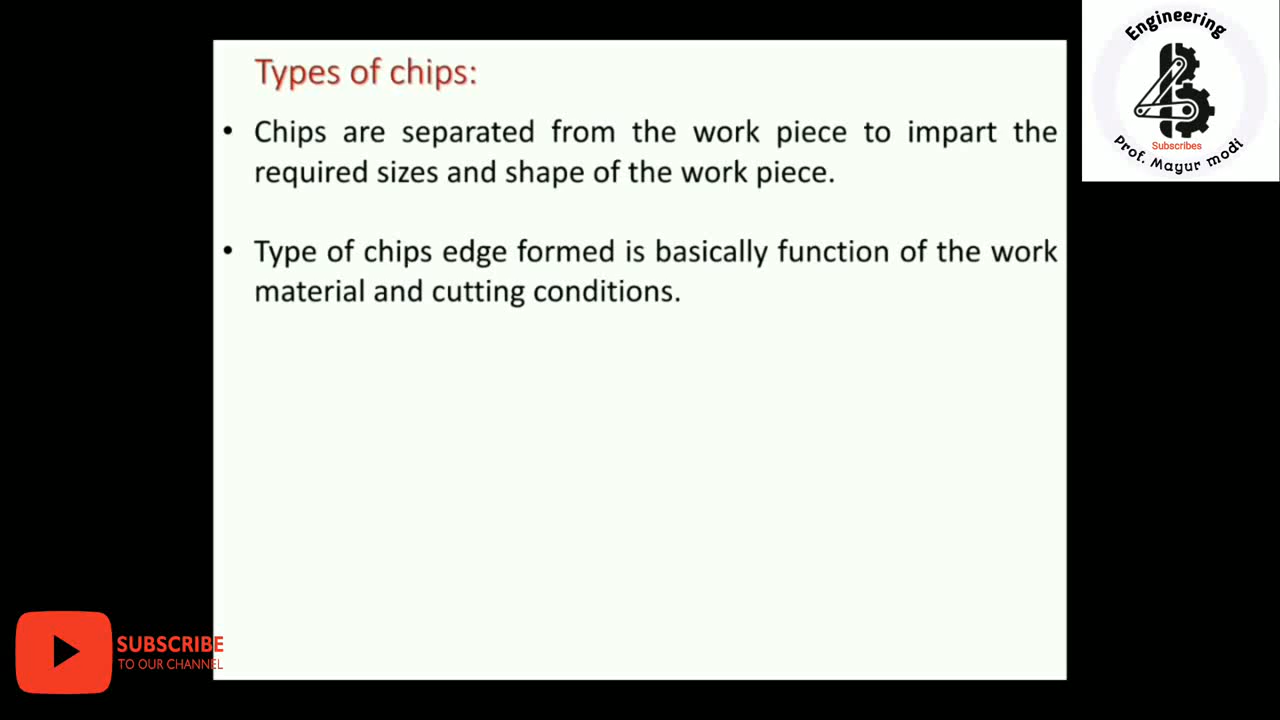 Types of chips:
• Chips are separated from the work piece to impart the
required sizes and shape of the work piece.
• Type of chips edge formed is basically function of the work
material and cutting conditions.
Engineering
Subscribes
Prof. Mayur modi
SUBSCRIBE
TO OUR CHANNEL